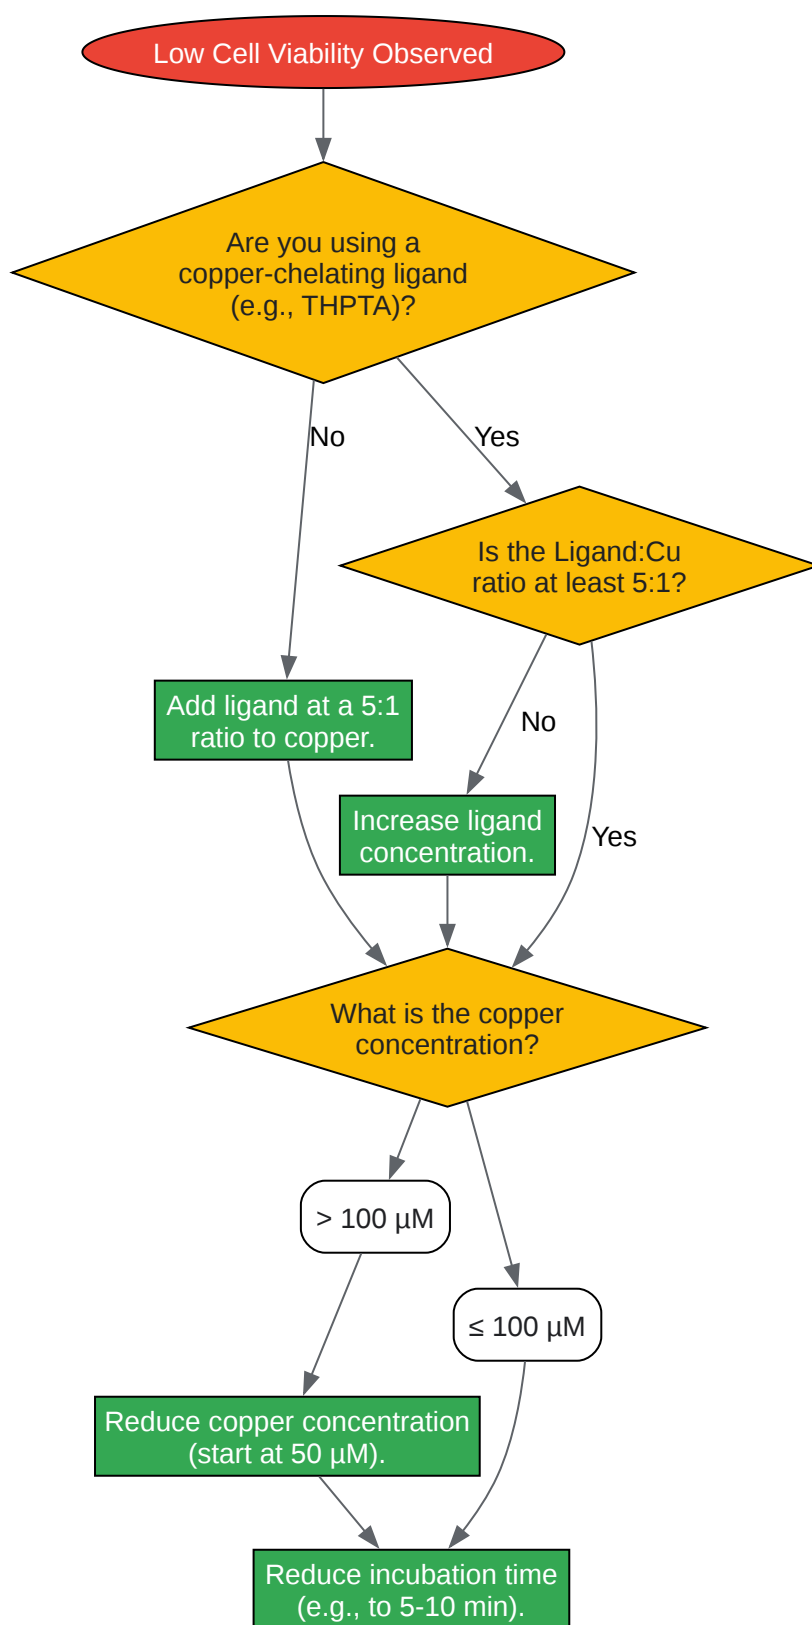 Low Cell Viability Observed
Are you using a
copper-chelating ligand
(e.g., THPTA)?
No
Yes
Is the Ligand:Cu
ratio at least 5:1?
Add ligand at a 5:1
ratio to copper.
No
Increase ligand
concentration.
Yes
What is the copper
concentration?
> 100 µM
≤ 100 µM
Reduce copper concentration
(start at 50 µM).
Reduce incubation time
(e.g., to 5-10 min).